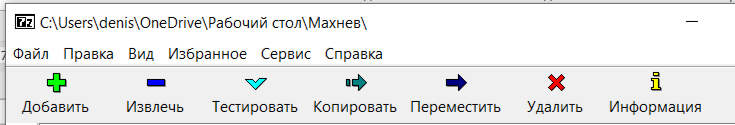 7z C:\Users\denis\OneDrive\Рабочий стол\Махнев\
Файл Правка Вид Избранное Сервис Справка
Добавить Извлечь Тестировать Копировать Переместить Удалить Информация